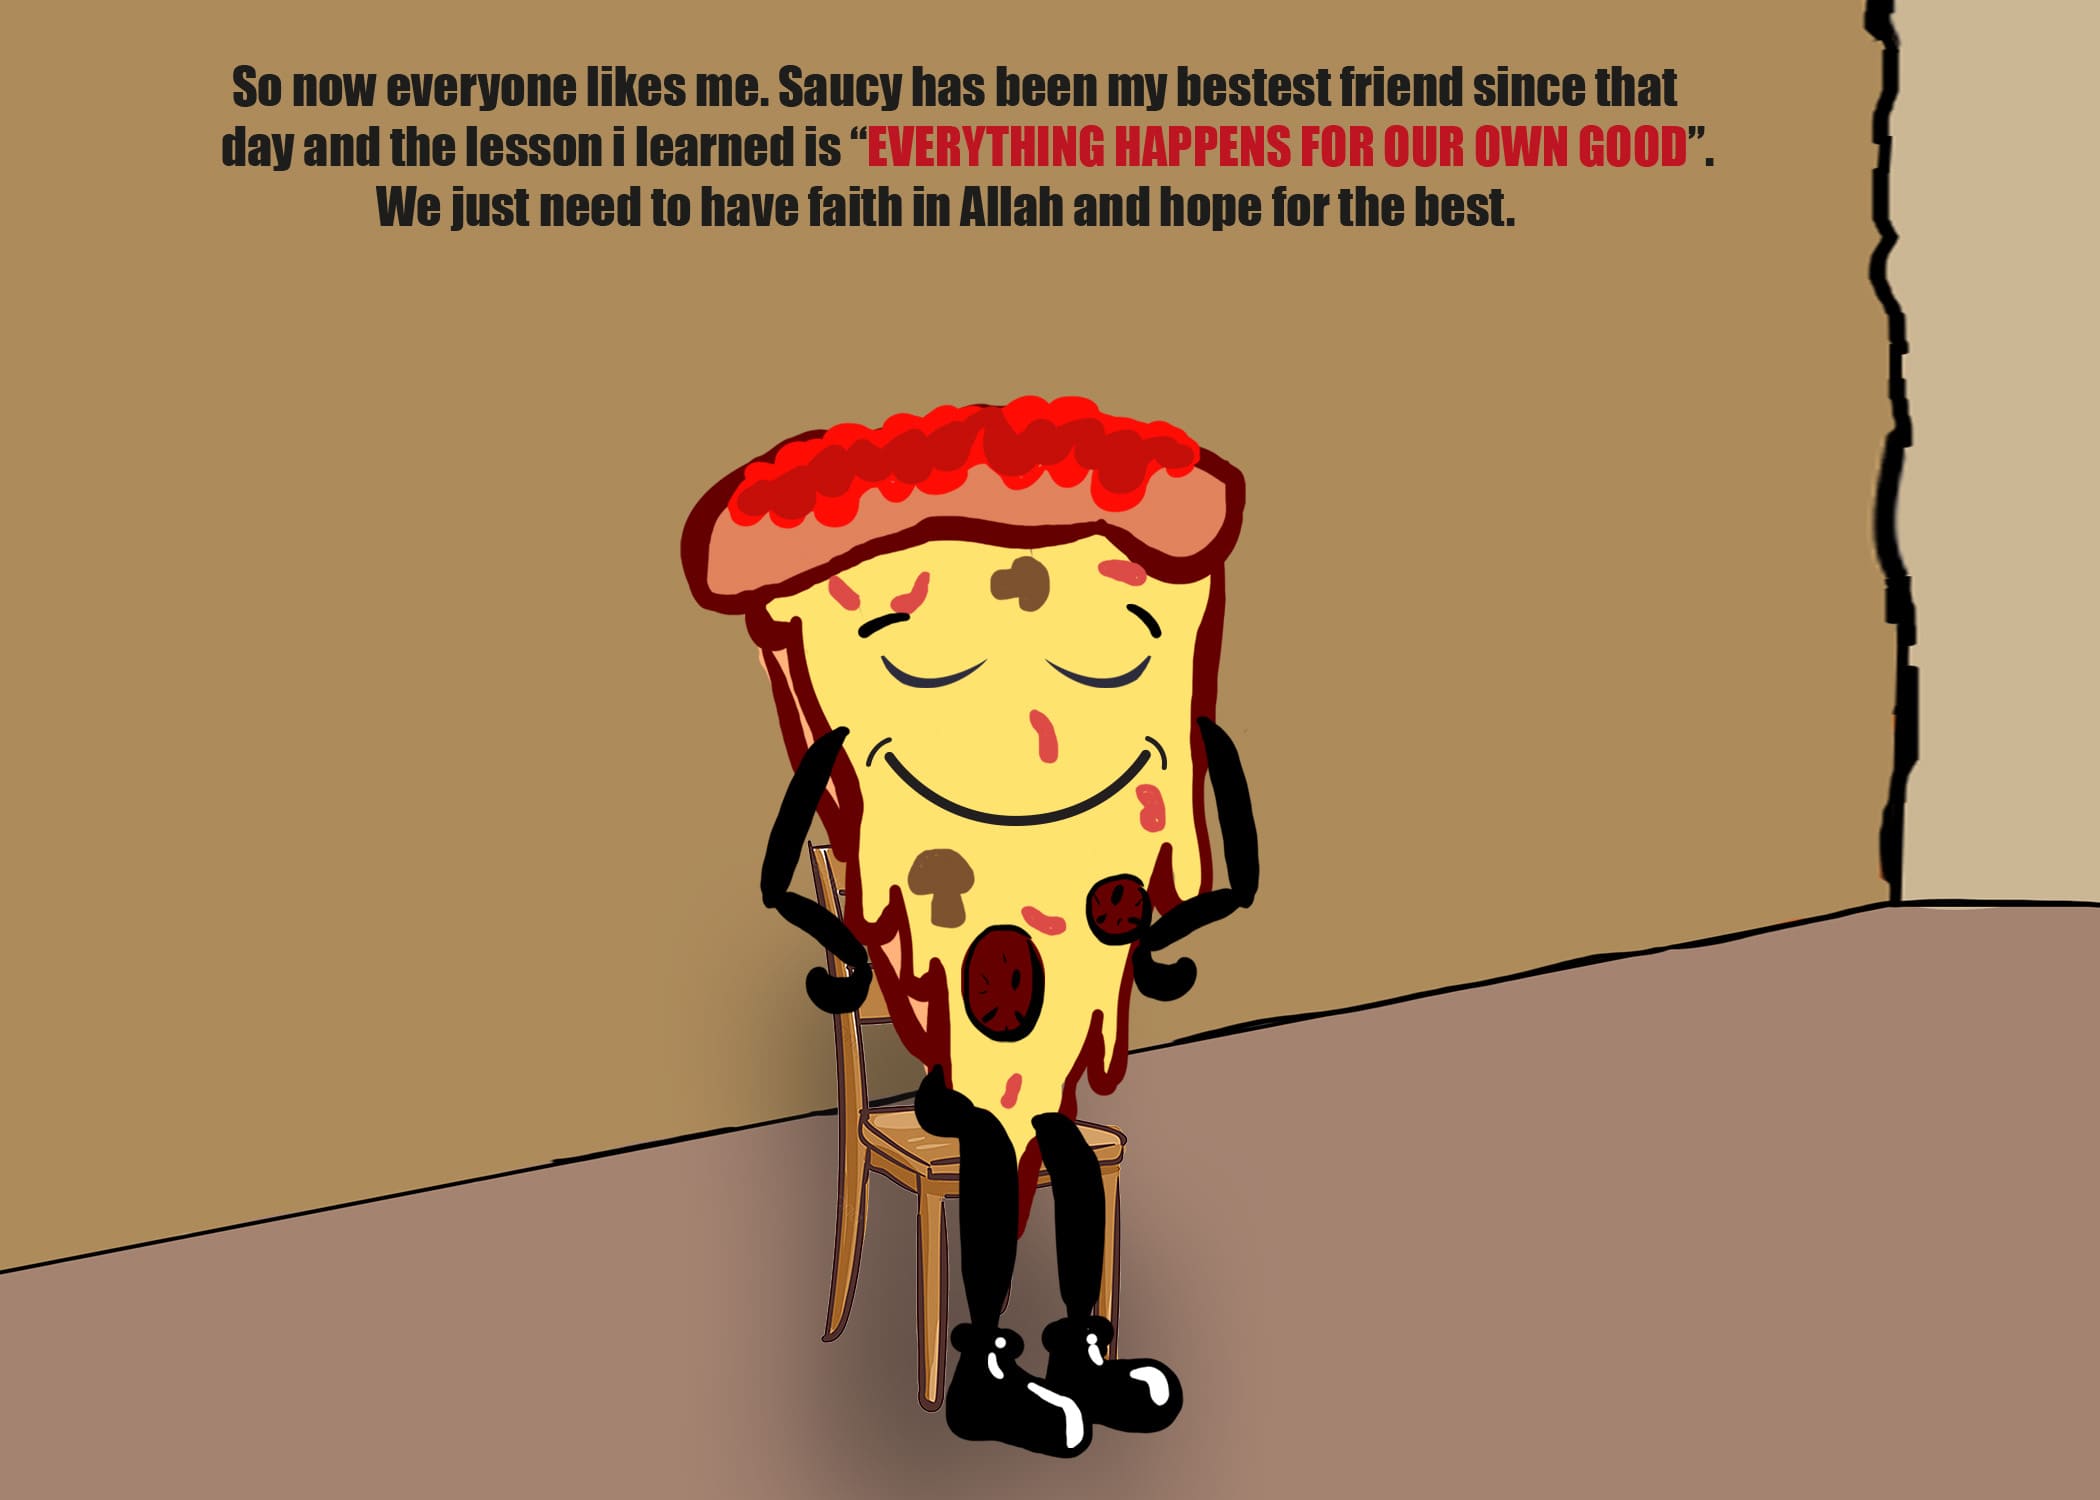 So now everyone likes me. Saucy has been my bestest friend since that
day and the lesson i learned is “EVERYTHING HAPPENS FOR OUR OWN GOOD”.
We just need to have faith in Allah and hope for the best.